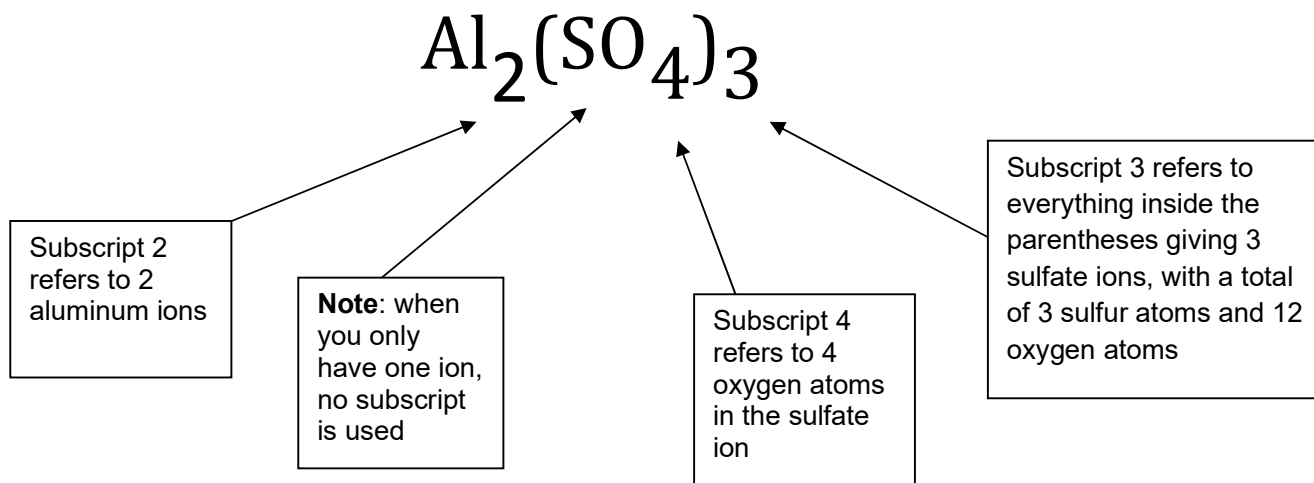 Al₂(SO₄)₃
Subscript 2
refers to 2
aluminum ions
Note: when
you only
have one ion,
no subscript
is used
Subscript 4
refers to 4
oxygen atoms
in the sulfate
ion
Subscript 3 refers to
everything inside the
parentheses giving 3
sulfate ions, with a total
of 3 sulfur atoms and 12
oxygen atoms